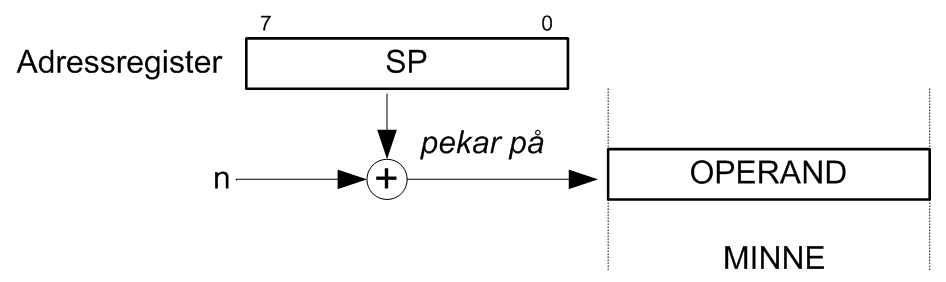 7 0
Adressregister SP
pekar på
n + OPERAND
MINNE